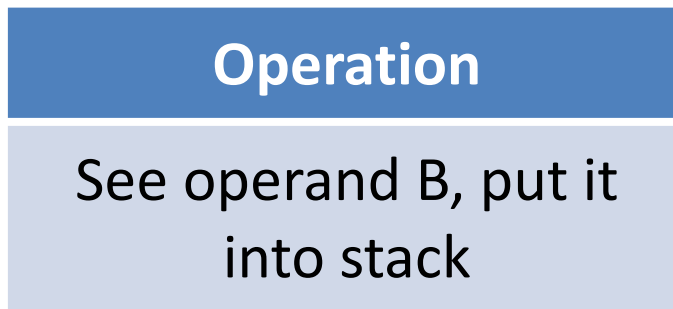 Operation
See operand B, put it
into stack